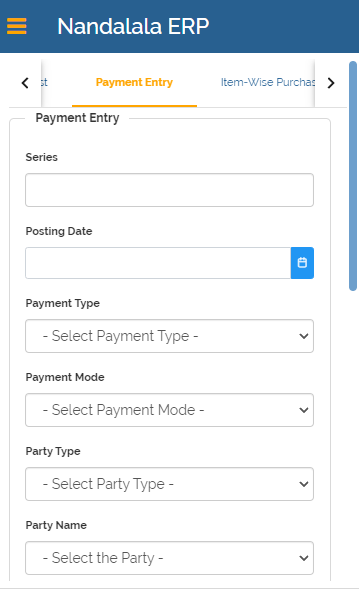 Nandalala ERP
st Payment Entry Item-Wise Purchas
Payment Entry
Series
Posting Date
Payment Type
- Select Payment Type -
Payment Mode
- Select Payment Mode -
Party Type
- Select Party Type -
Party Name
- Select the Party -